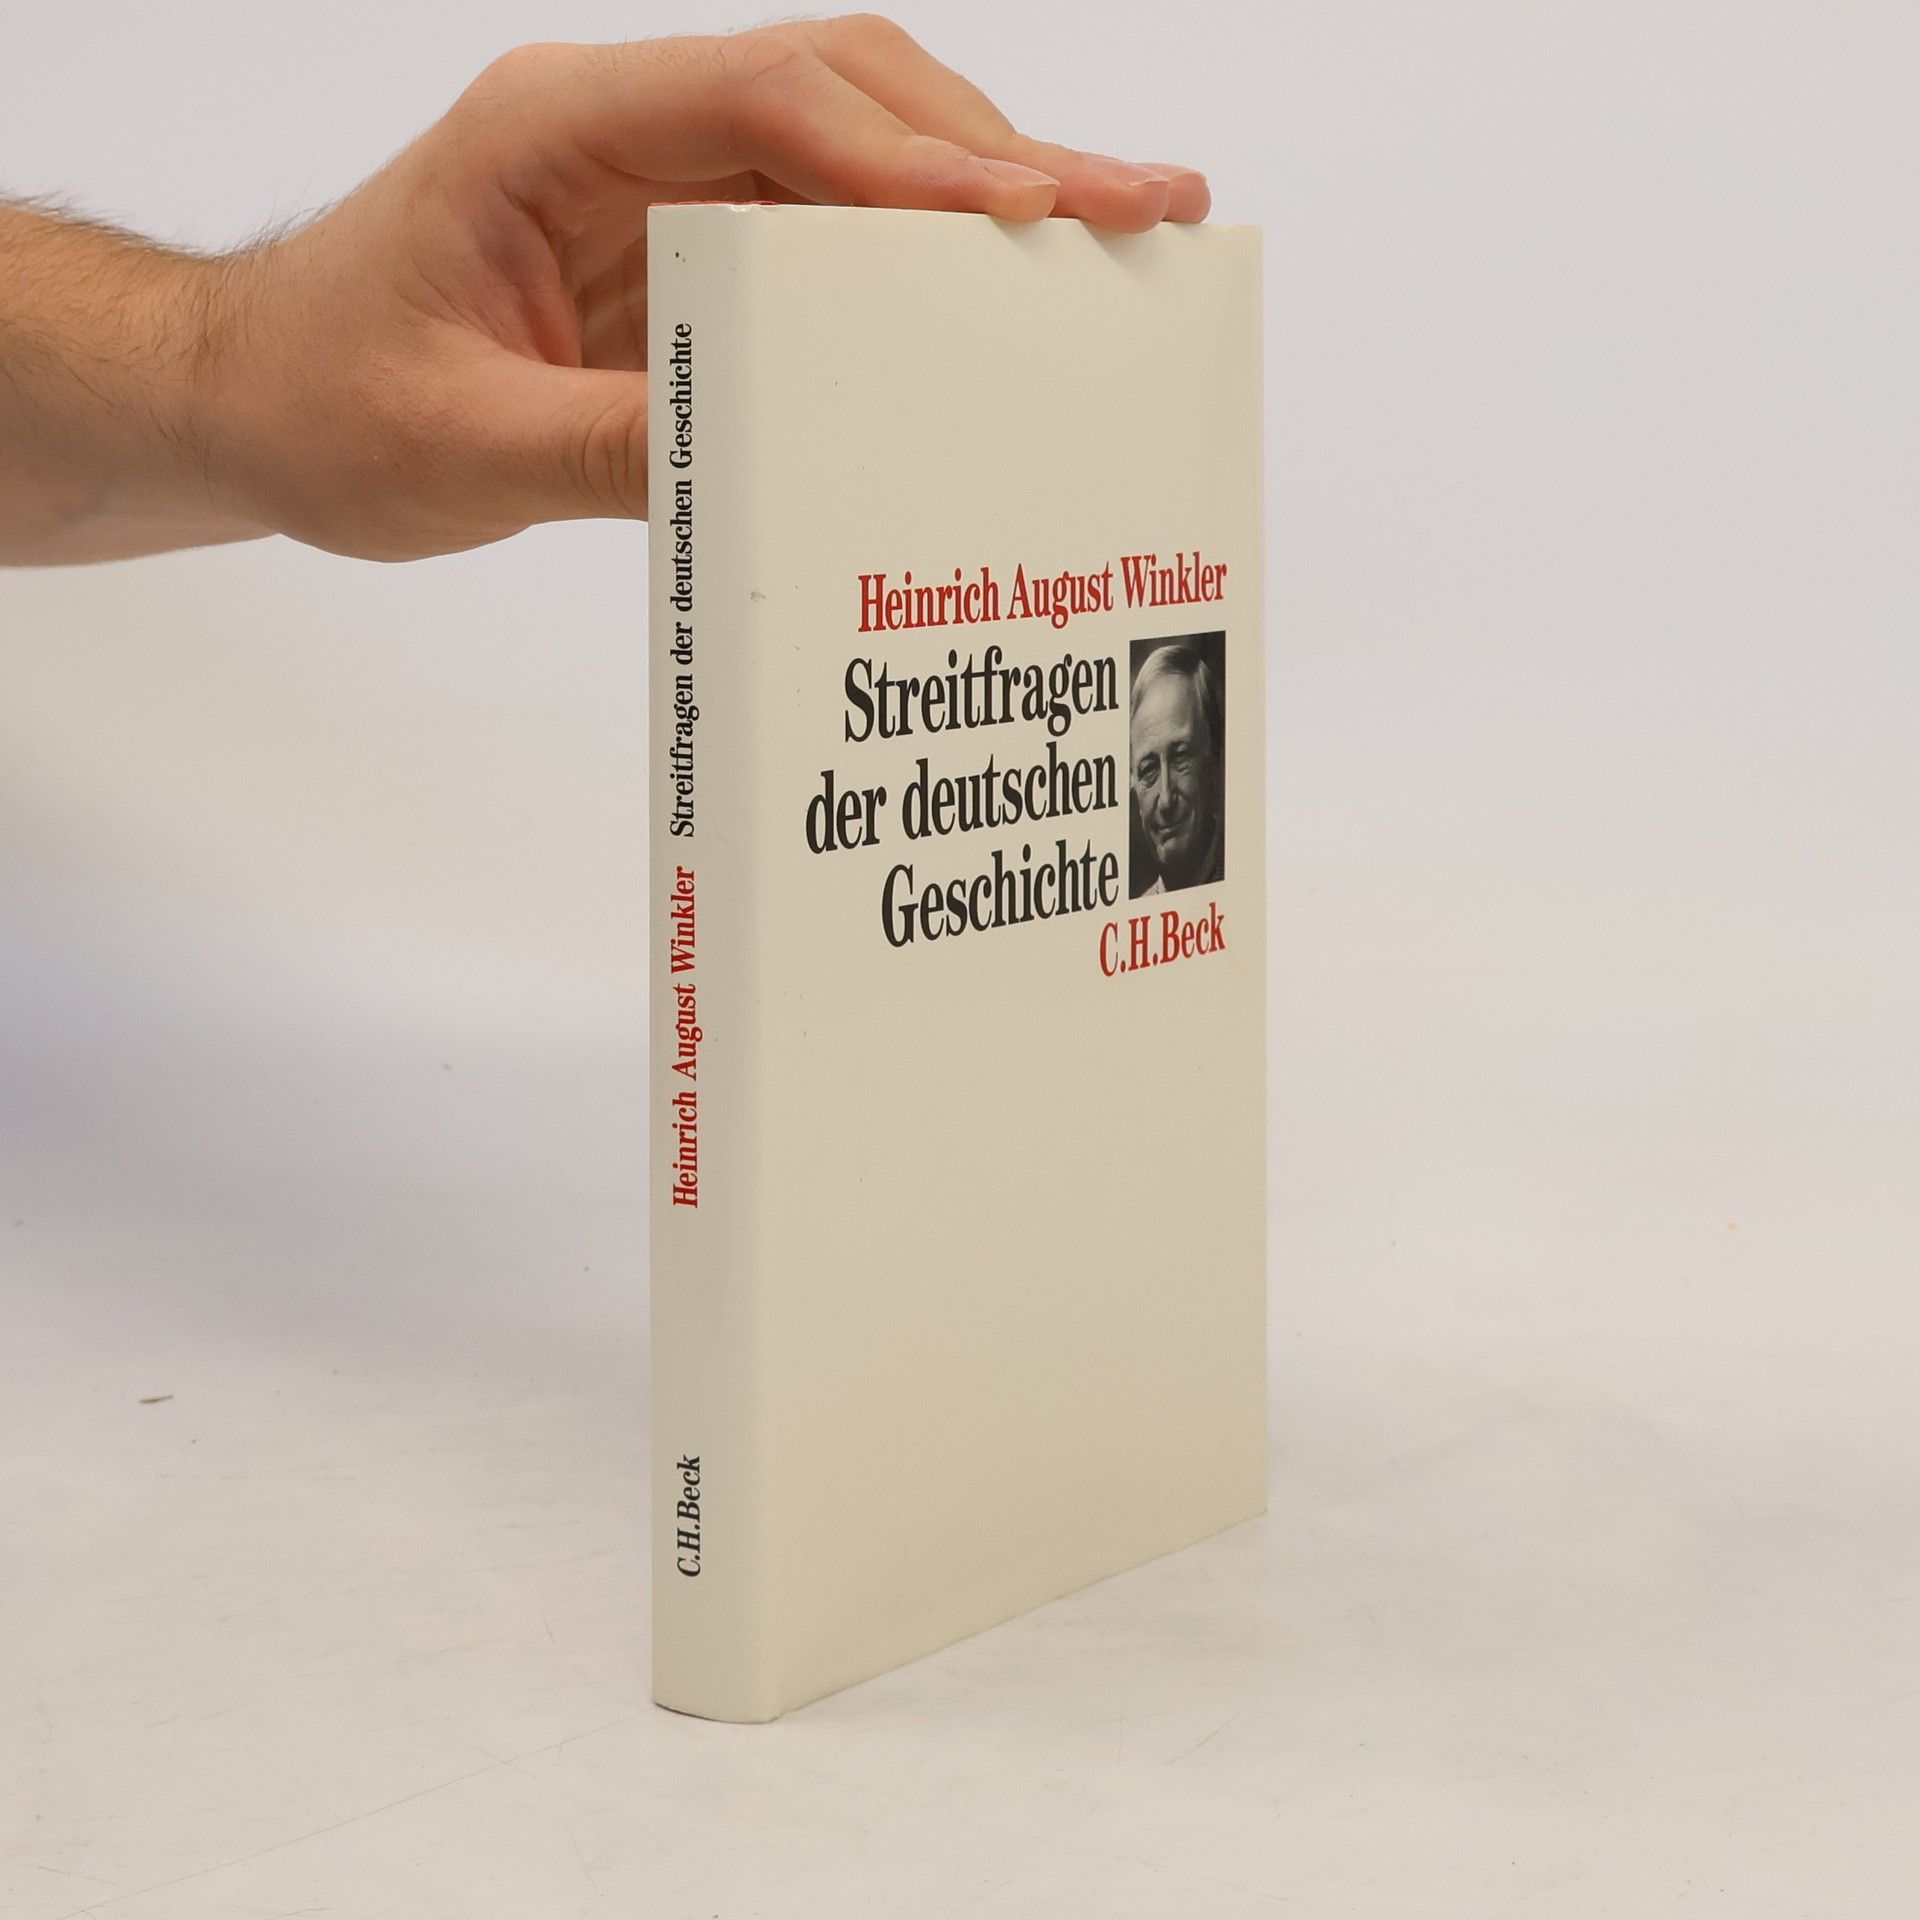 Heinrich August Winkler Streitfragen der deutschen Geschichte
C.H.Beck
Heinrich August Winkler
Streitfragen
der deutschen
Geschichte
C.H.Beck